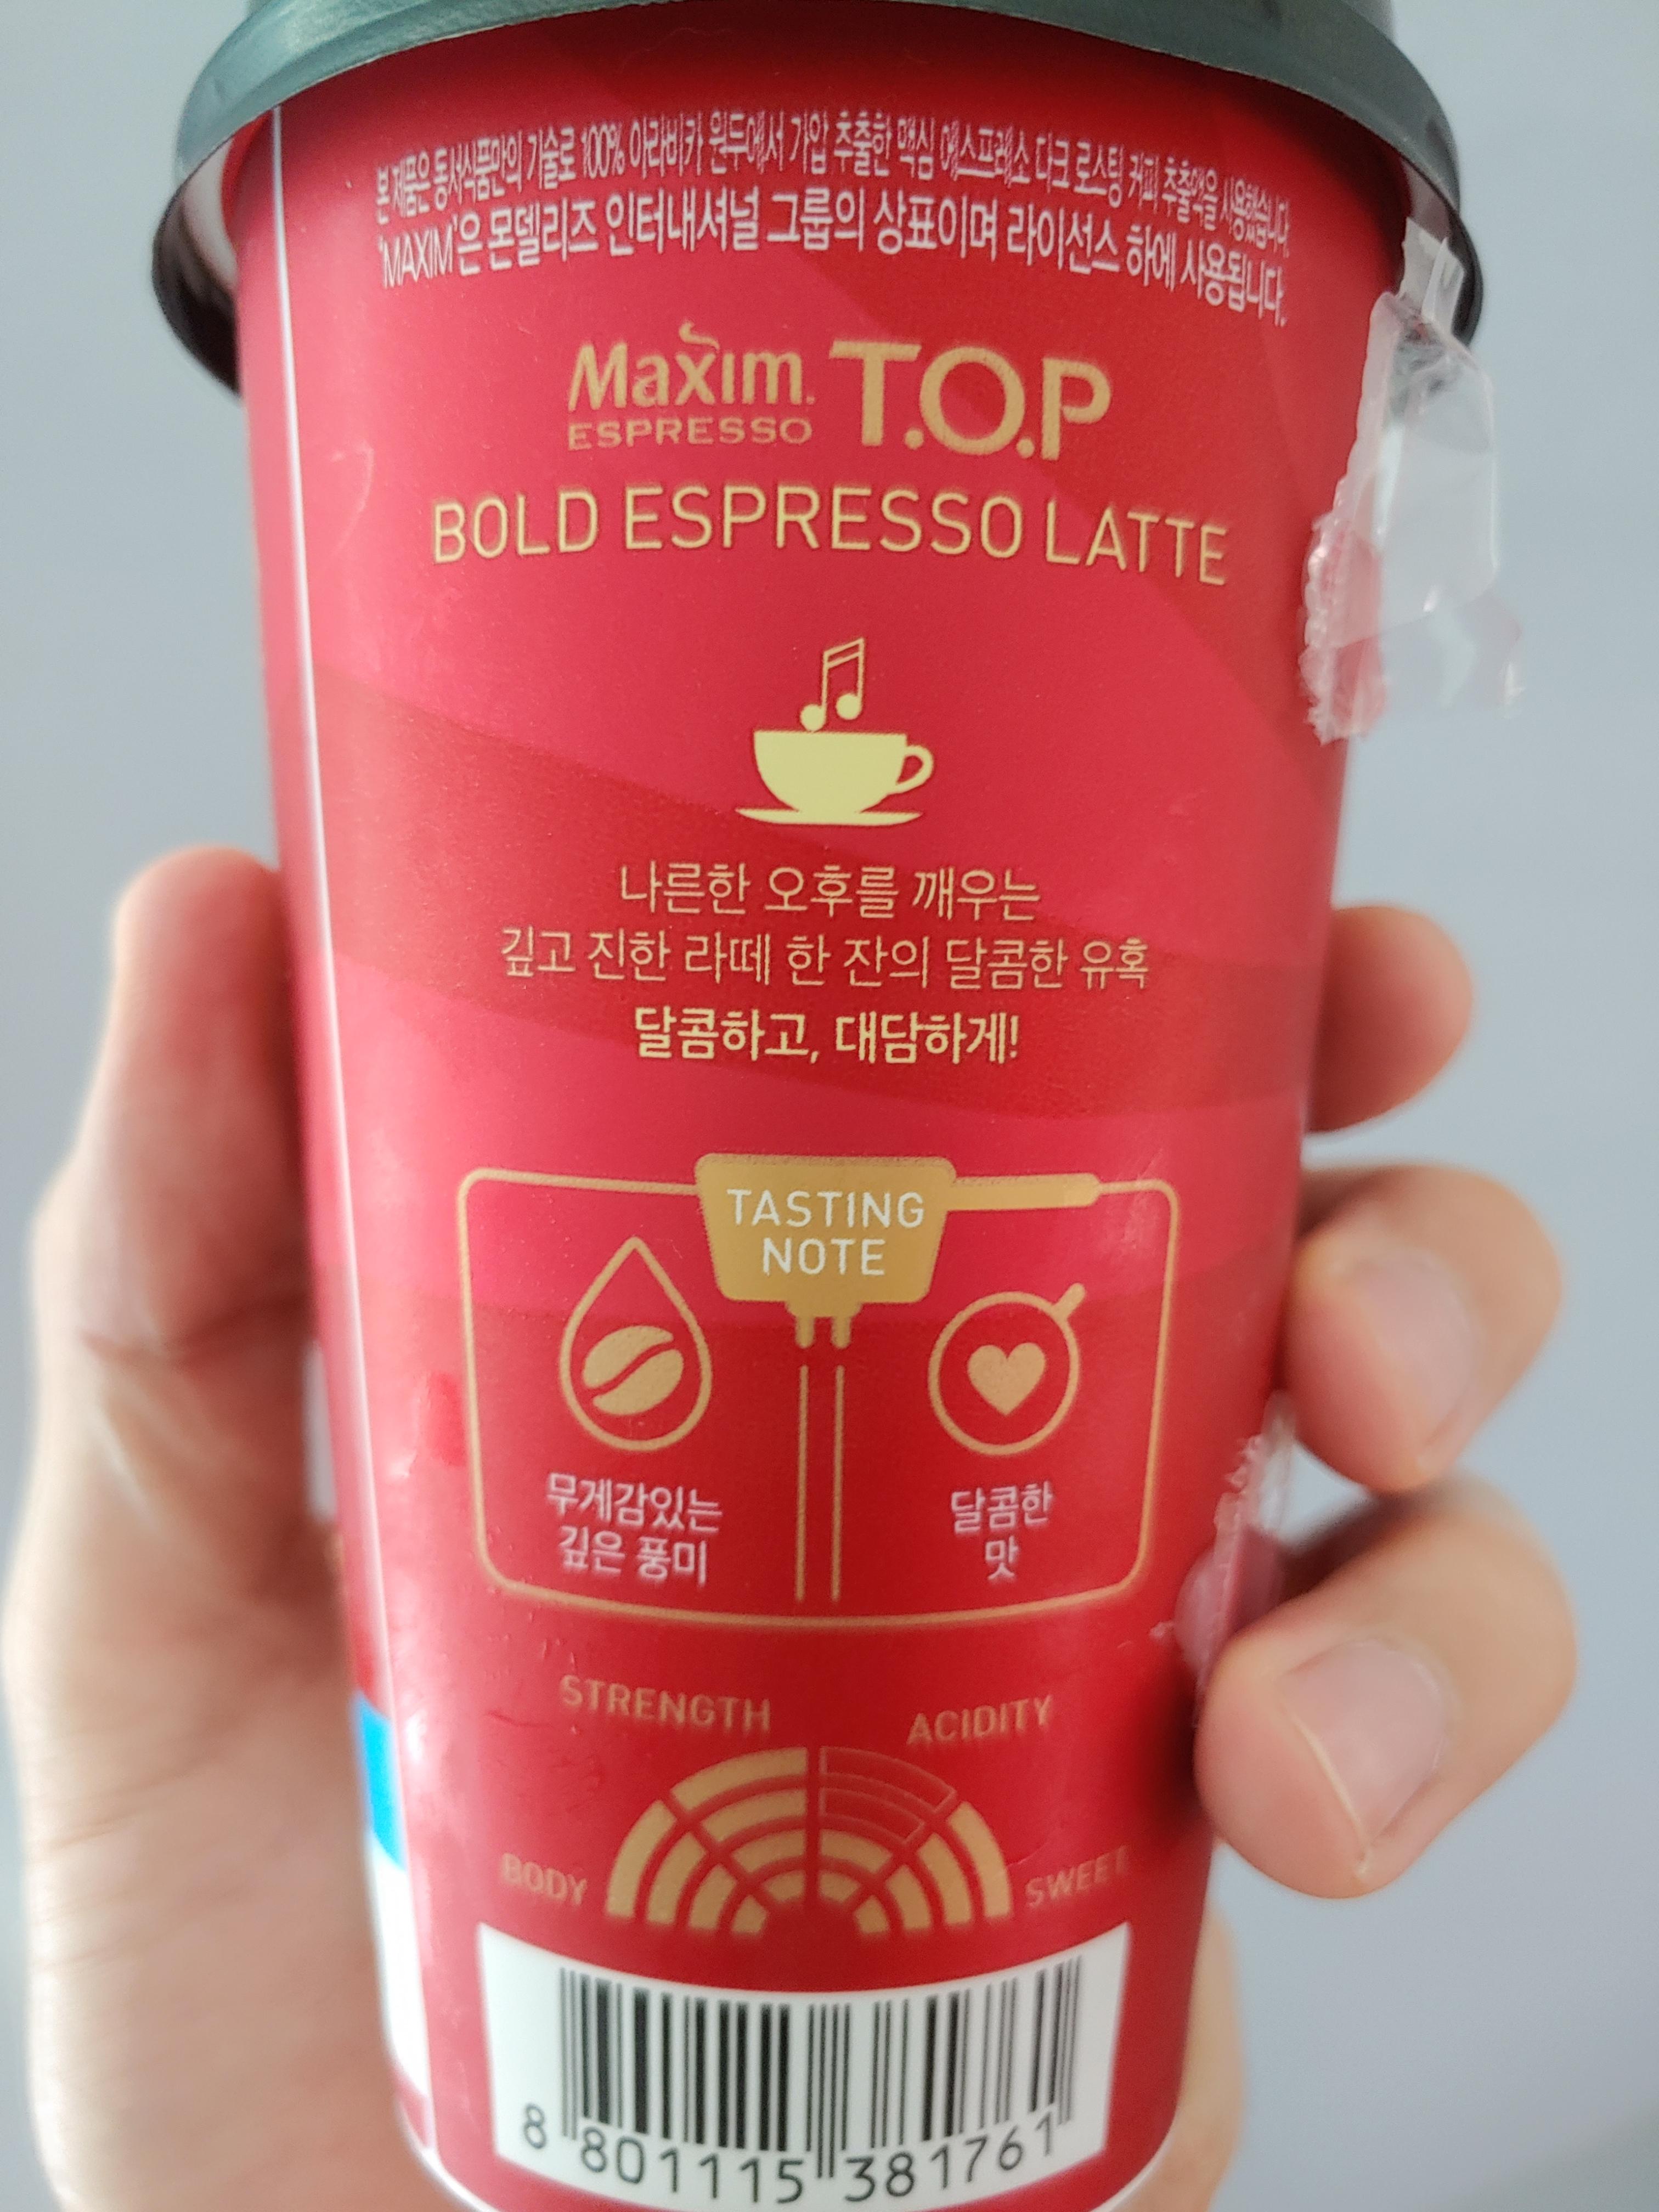 본 제품은 동서식품만의 기술로 100% 아라비카 원두에서 가압 추출한 맥심 에스프레소 다크 로스팅 커피 추출액을 사용했습니다.
'MAXIM'은 몬델리즈 인터내셔널 그룹의 상표이며 라이선스 하에 사용됩니다.
Maxim. T.O.P
ESPRESSO
BOLD ESPRESSO LATTE
나른한 오후를 깨우는
깊고 진한 라떼 한 잔의 달콤한 유혹
달콤하고, 대담하게!
TASTING
NOTE
무게감있는 달콤한
깊은 풍미 맛
STRENGTH ACIDITY
BODY SWEET
8 801115 381761